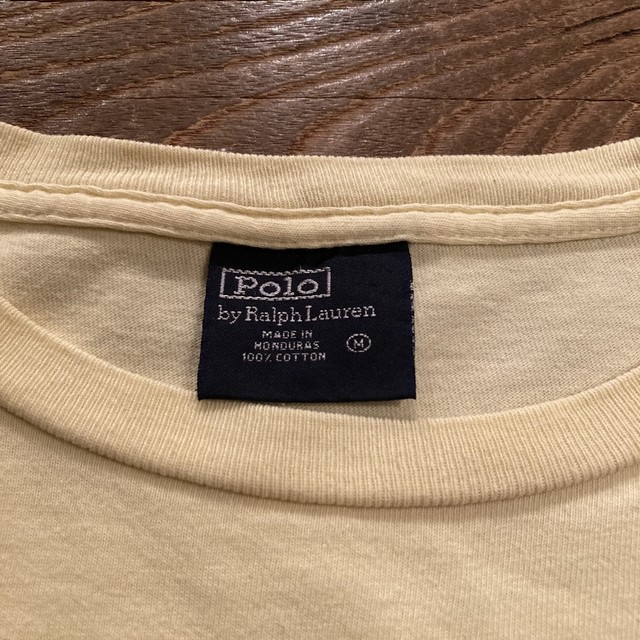 Polo
by Ralph Lauren
MADE IN
HONDURAS
100% COTTON
M